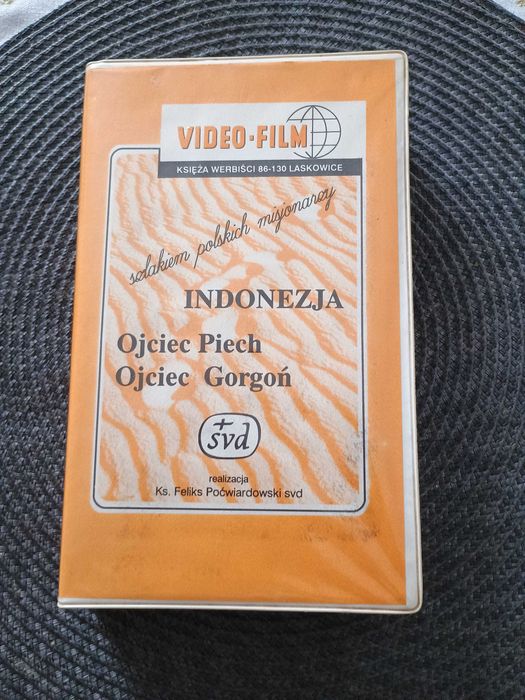 VIDEO-FILM
KSIĘŻA WERBIŚCI 86-130 LASKOWICE
szlakiem polskich misjonarzy
INDONEZJA
Ojciec Piech
Ojciec Gorgoń
svd
realizacja
Ks. Feliks Poćwiardowski svd